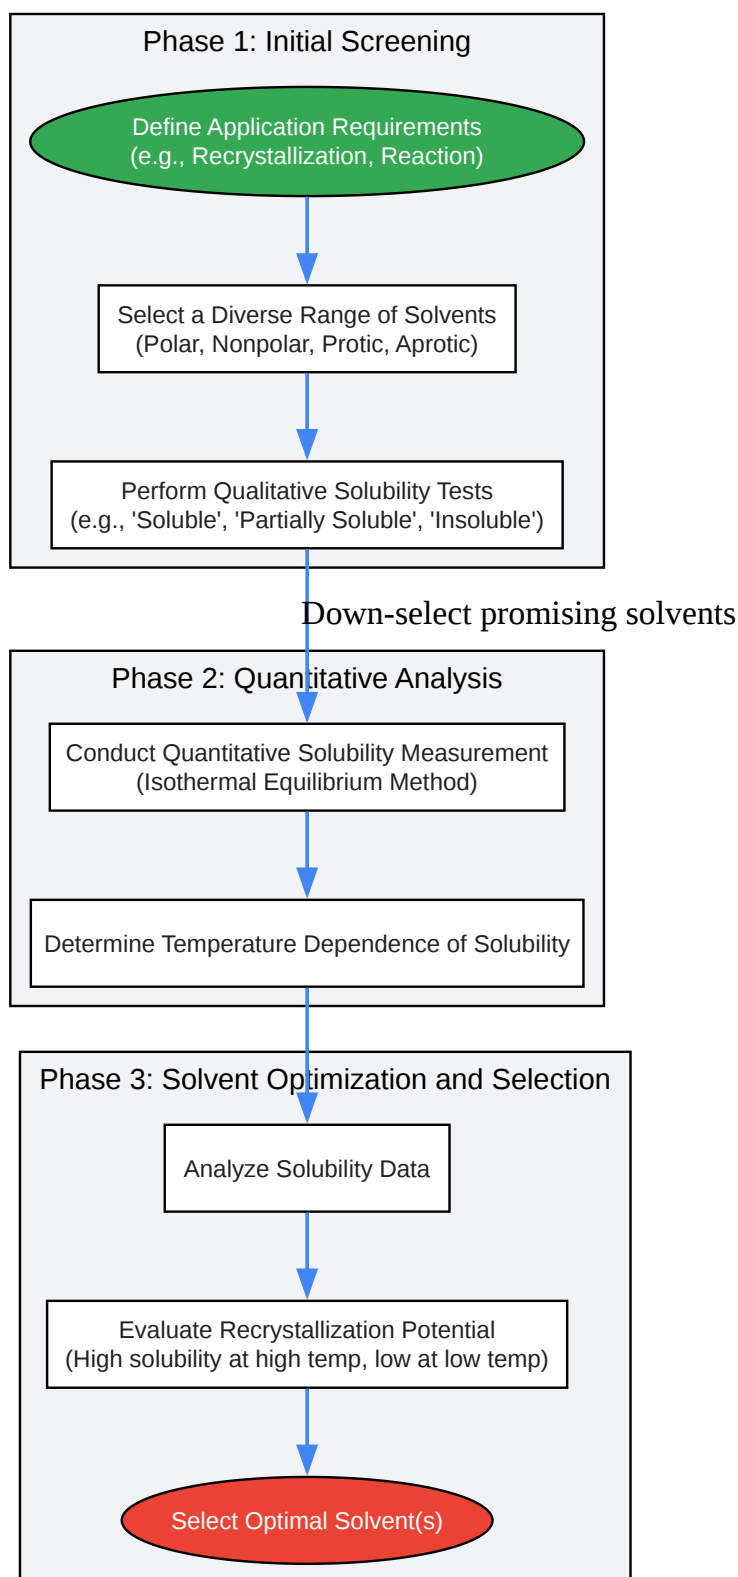 Phase 1: Initial Screening
Define Application Requirements
(e.g., Recrystallization, Reaction)
Select a Diverse Range of Solvents
(Polar, Nonpolar, Protic, Aprotic)
Perform Qualitative Solubility Tests
(e.g., 'Soluble', 'Partially Soluble', 'Insoluble')
Down-select promising solvents
Phase 2: Quantitative Analysis
Conduct Quantitative Solubility Measurement
(Isothermal Equilibrium Method)
Determine Temperature Dependence of Solubility
Phase 3: Solvent Optimization and Selection
Analyze Solubility Data
Evaluate Recrystallization Potential
(High solubility at high temp, low at low temp)
Select Optimal Solvent(s)